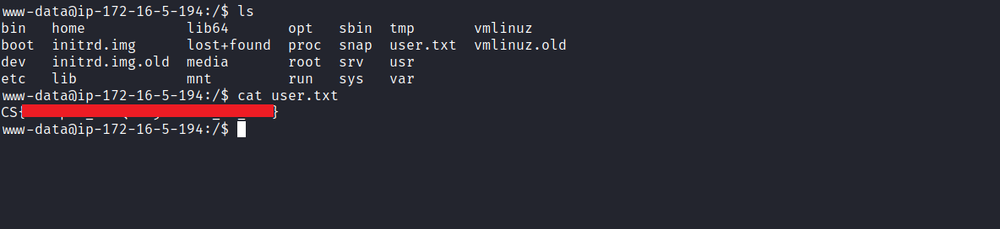 www-data@ip-172-16-5-194:/$ ls
bin home lib64 opt sbin tmp vmlinuz
boot initrd.img lost+found proc snap user.txt vmlinuz.old
dev initrd.img.old media root srv usr
etc lib mnt run sys var
www-data@ip-172-16-5-194:/$ cat user.txt
CS{ }
www-data@ip-172-16-5-194:/$